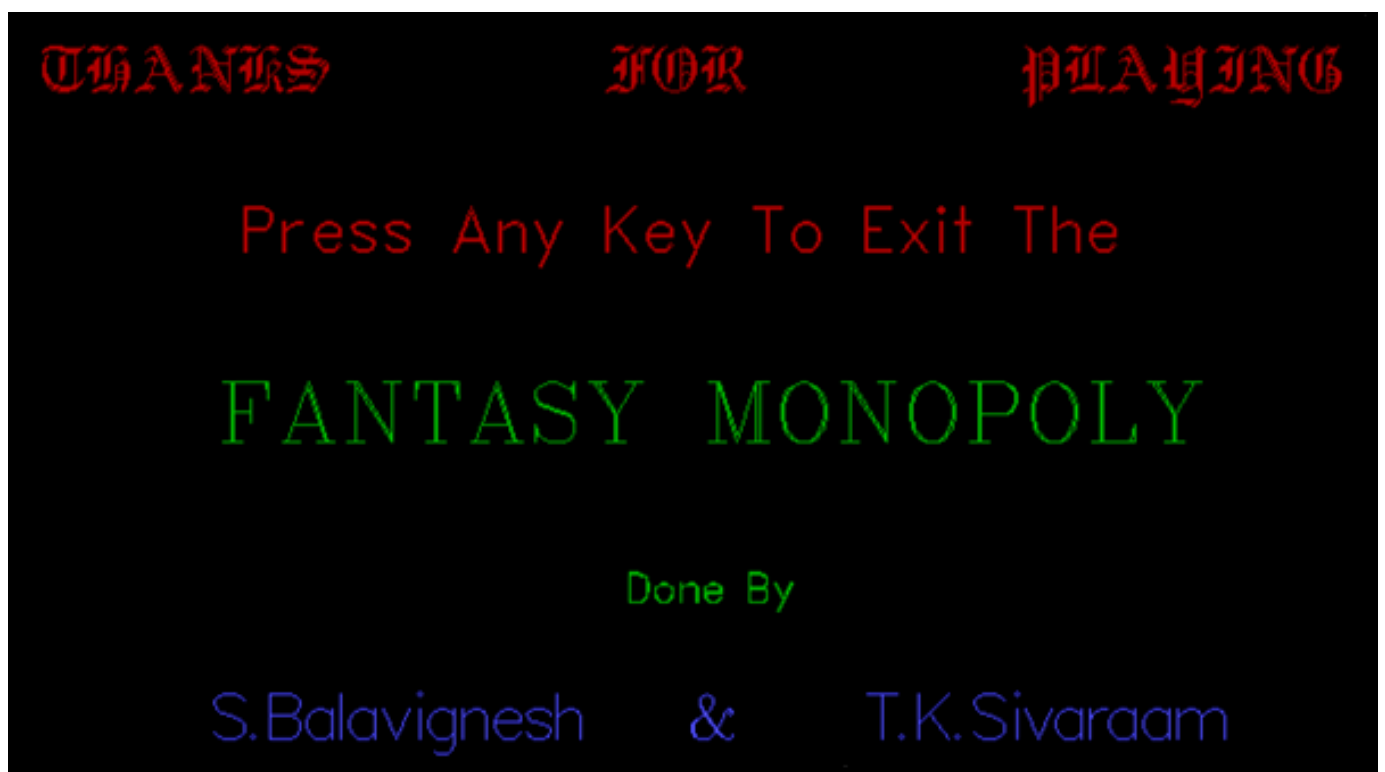 THANKS FOR PLAYING
Press Any Key To Exit The
FANTASY MONOPOLY
Done By
S.Balavignesh & T.K.Sivaraam